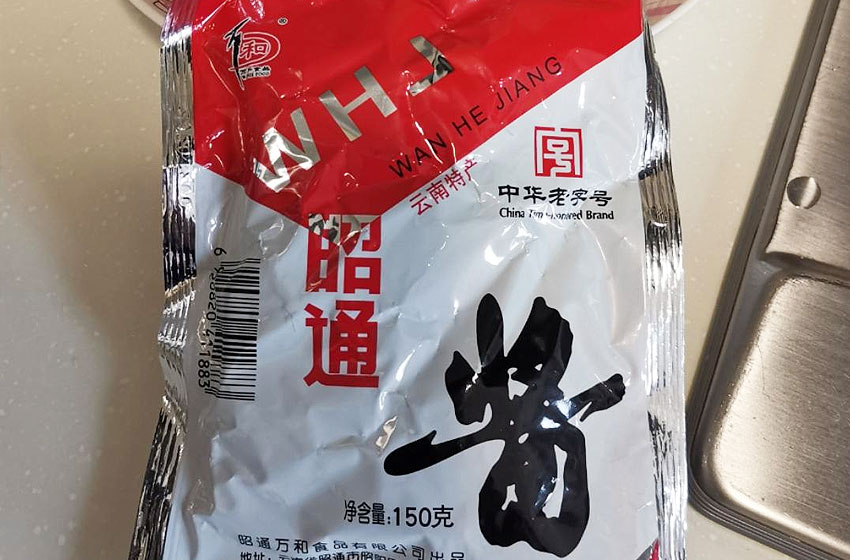 和
WHJ
WAN HE JIANG
云南特产
中华老字号
China Time-honored Brand
昭通
酱
净含量:150克
昭通万和食品有限公司出品